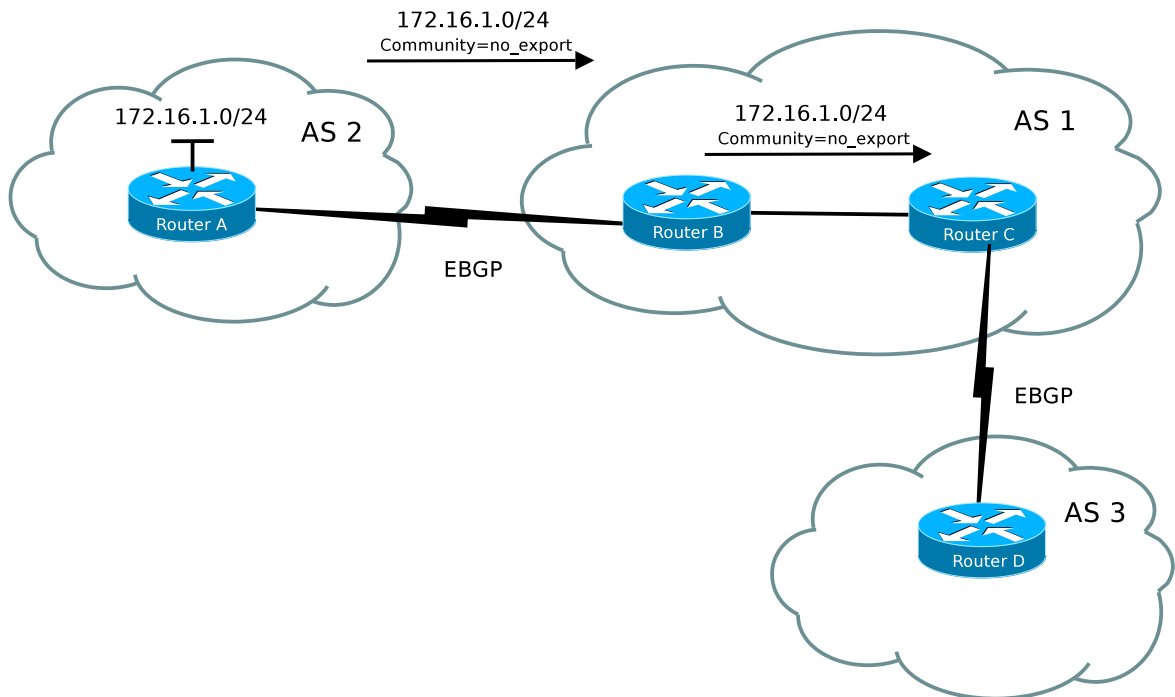 172.16.1.0/24
Community=no_export
172.16.1.0/24
AS 2
Router A
EBGP
172.16.1.0/24
Community=no_export
AS 1
Router B
Router C
EBGP
AS 3
Router D